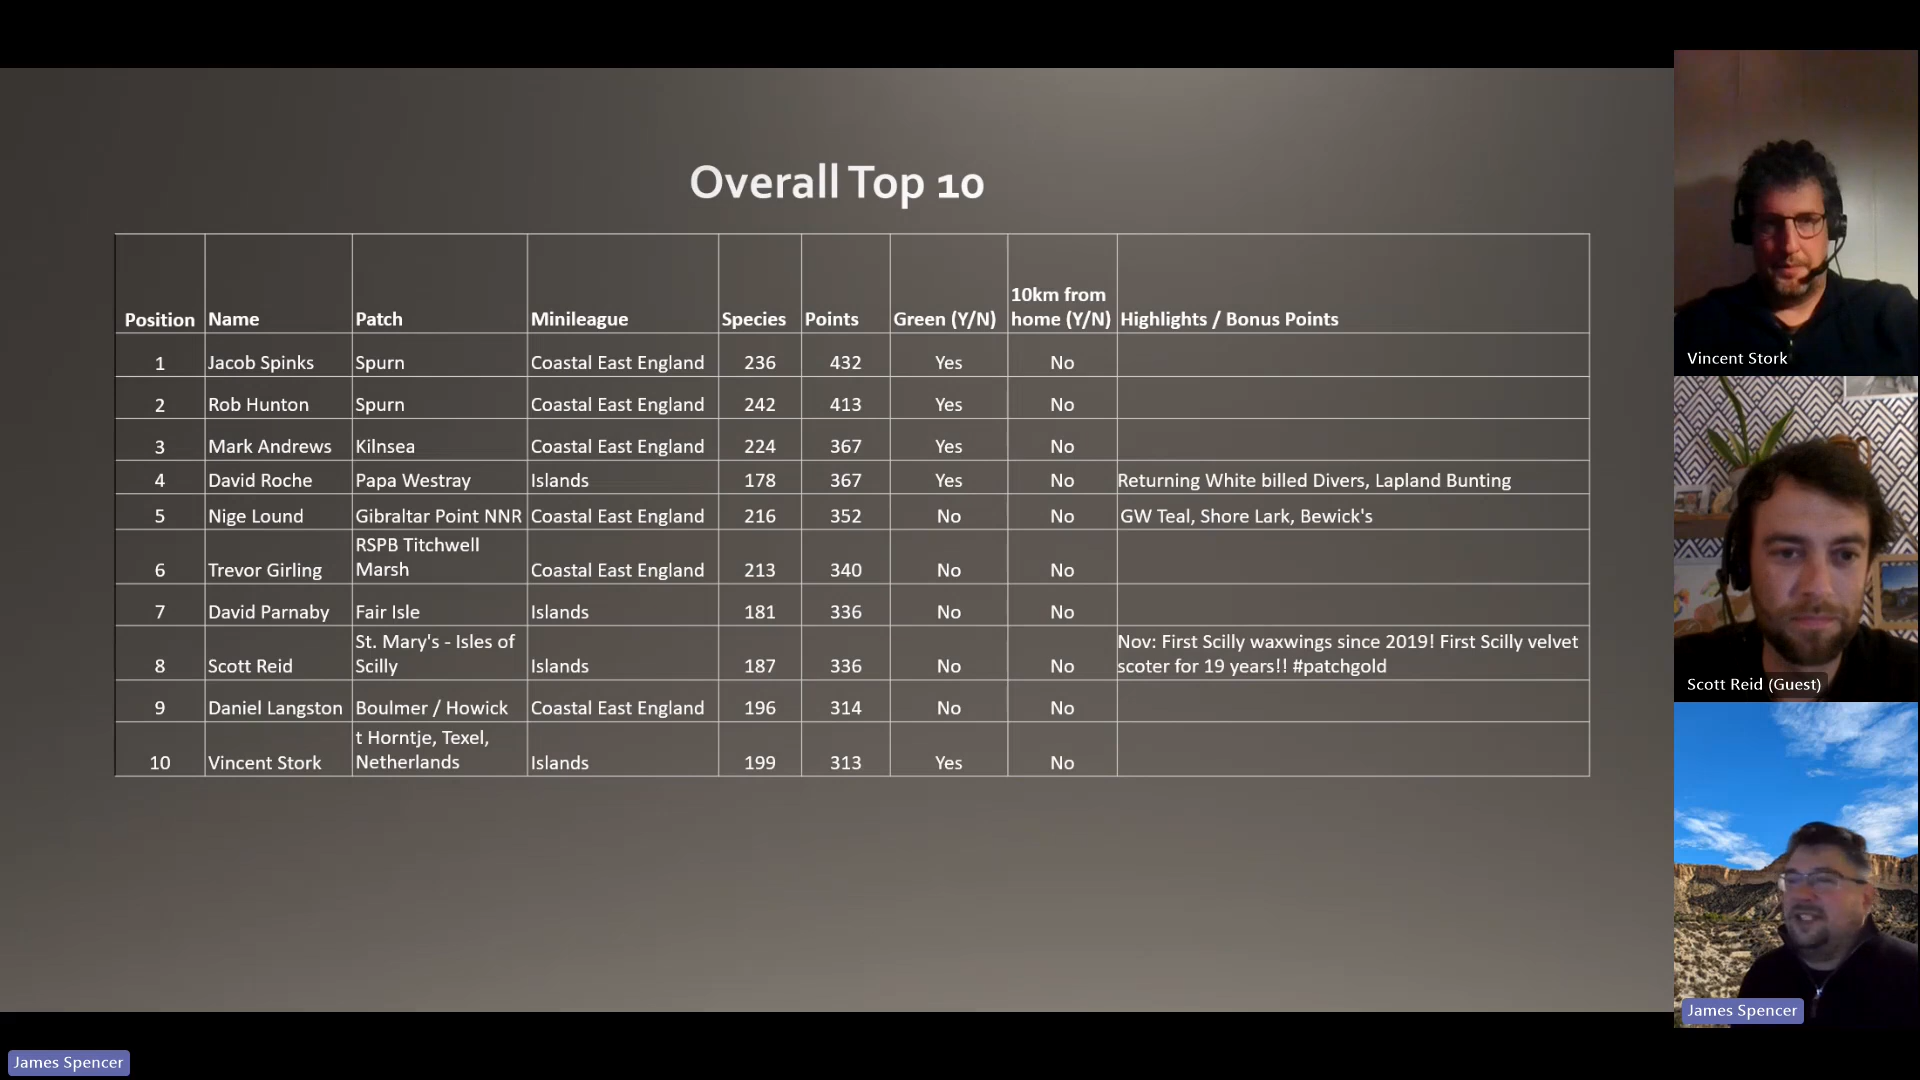 Overall Top 10
Position Name Patch Minileague Species Points Green (Y/N) 10km from home (Y/N) Highlights / Bonus Points
1 Jacob Spinks Spurn Coastal East England 236 432 Yes No
2 Rob Hunton Spurn Coastal East England 242 413 Yes No
3 Mark Andrews Kilnsea Coastal East England 224 367 Yes No
4 David Roche Papa Westray Islands 178 367 Yes No Returning White billed Divers, Lapland Bunting
5 Nige Lound Gibraltar Point NNR Coastal East England 216 352 No No GW Teal, Shore Lark, Bewick's
6 Trevor Girling RSPB Titchwell Marsh Coastal East England 213 340 No No
7 David Parnaby Fair Isle Islands 181 336 No No
8 Scott Reid St. Mary's - Isles of Scilly Islands 187 336 No No Nov: First Scilly waxwings since 2019! First Scilly velvet scoter for 19 years!! #patchgold
9 Daniel Langston Boulmer / Howick Coastal East England 196 314 No No
10 Vincent Stork t Horntje, Texel, Netherlands Islands 199 313 Yes No
Vincent Stork
Scott Reid (Guest)
James Spencer
James Spencer